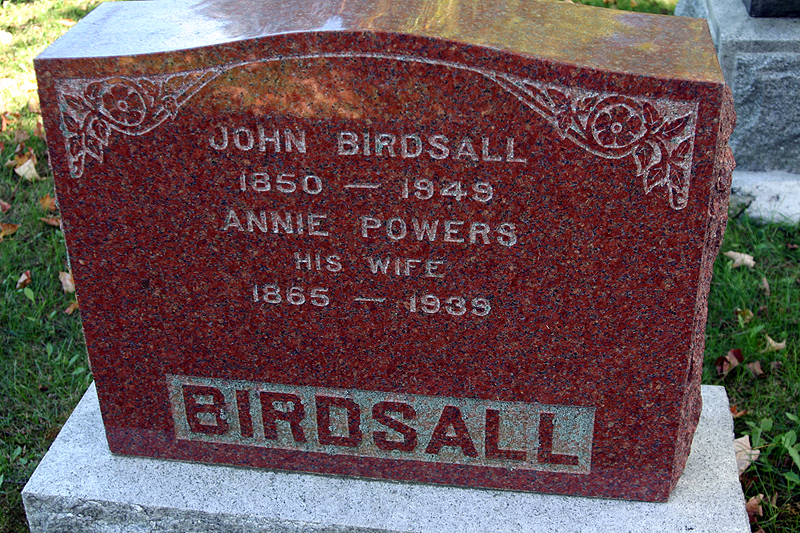 JOHN BIRDSALL
1850 — 1949
ANNIE POWERS
HIS WIFE
1865 — 1939
BIRDSALL